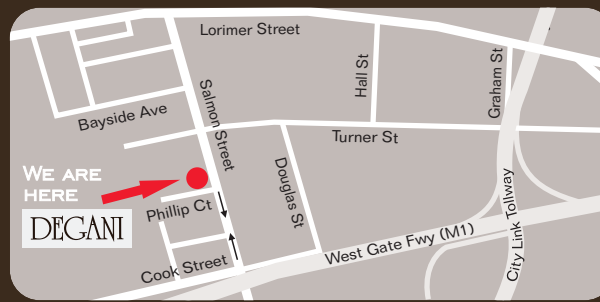 Lorimer Street
Hall St
Graham St
Salmon Street
Bayside Ave
Turner St
WE ARE
HERE
DEGANI
Phillip Ct
Douglas St
City Link Tollway
West Gate Fwy (M1)
Cook Street